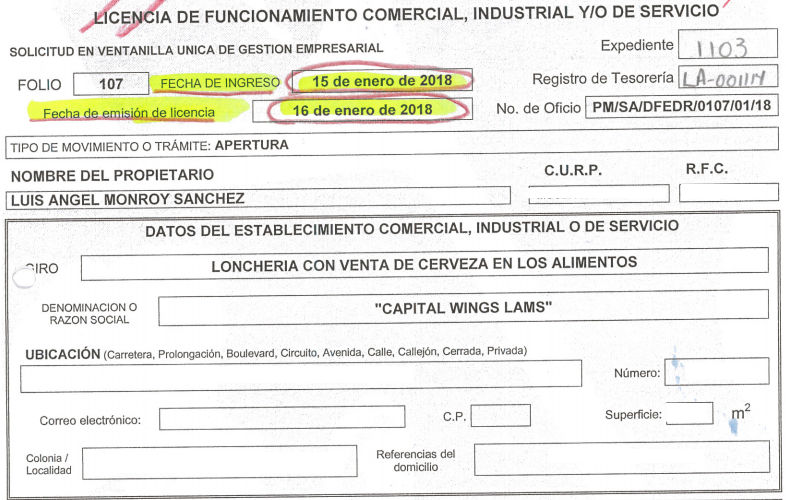 LICENCIA DE FUNCIONAMIENTO COMERCIAL, INDUSTRIAL Y/O DE SERVICIO
SOLICITUD EN VENTANILLA UNICA DE GESTION EMPRESARIAL
Expediente 1103
FOLIO 107 FECHA DE INGRESO 15 de enero de 2018
Registro de Tesorería LA-001114
Fecha de emisión de licencia 16 de enero de 2018
No. de Oficio PM/SA/DFEDR/0107/01/18
TIPO DE MOVIMIENTO O TRÁMITE: APERTURA
NOMBRE DEL PROPIETARIO C.U.R.P. R.F.C.
LUIS ANGEL MONROY SANCHEZ
DATOS DEL ESTABLECIMIENTO COMERCIAL, INDUSTRIAL O DE SERVICIO
GIRO LONCHERIA CON VENTA DE CERVEZA EN LOS ALIMENTOS
DENOMINACION O
RAZON SOCIAL
"CAPITAL WINGS LAMS"
UBICACIÓN (Carretera, Prolongación, Boulevard, Circuito, Avenida, Calle, Callejón, Cerrada, Privada)
Número:
Correo electrónico: C.P. Superficie: m²
Colonia /
Localidad
Referencias del
domicilio